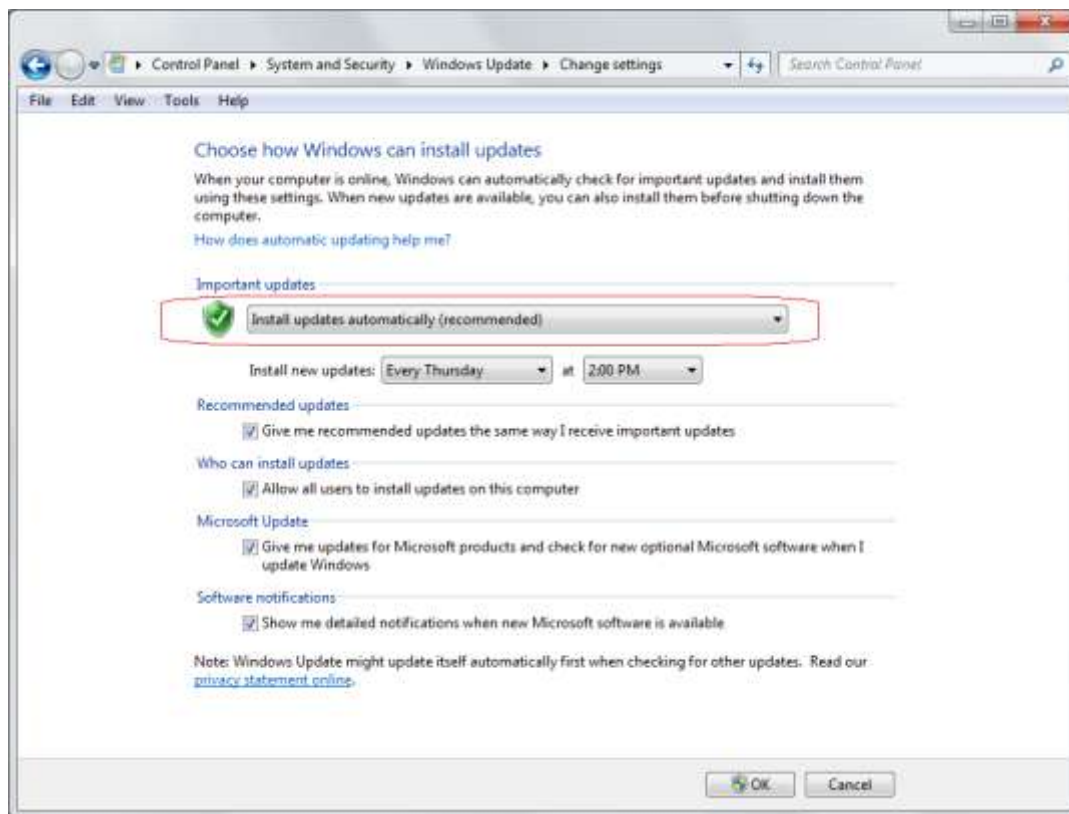 Control Panel System and Security Windows Update Change settings Search Control Panel
File Edit View Tools Help
Choose how Windows can install updates
When your computer is online, Windows can automatically check for important updates and install them
using these settings. When new updates are available, you can also install them before shutting down the
computer.
How does automatic updating help me?
Important updates
Install updates automatically (recommended)
Install new updates: Every Thursday at 2:00 PM
Recommended updates
Give me recommended updates the same way I receive important updates
Who can install updates
Allow all users to install updates on this computer
Microsoft Update
Give me updates for Microsoft products and check for new optional Microsoft software when I
update Windows
Software notifications
Show me detailed notifications when new Microsoft software is available
Note: Windows Update might update itself automatically first when checking for other updates. Read our
privacy statement online.
OK Cancel